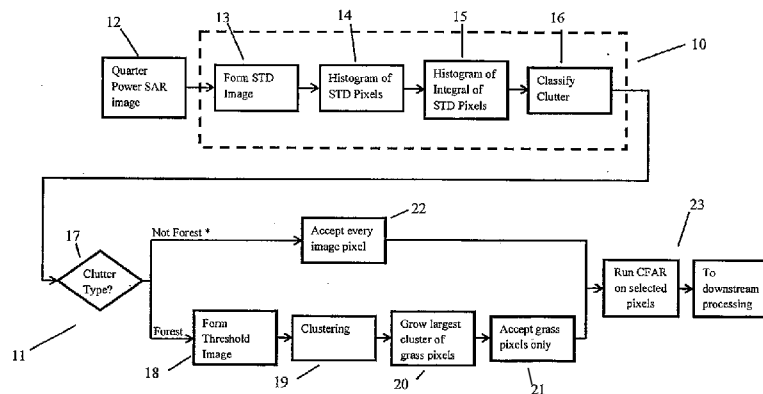 12
13
14
15
16
10
Quarter
Power SAR
image
Form STD
Image
Histogram of
STD Pixels
Histogram of
Integral of
STD Pixels
Classify
Clutter
17
Clutter
Type?
11
Not Forest *
22
Accept every
image pixel
23
Run CFAR
on selected
pixels
To
downstream
processing
Forest
Form
Threshold
Image
18
Clustering
19
Grow largest
cluster of
grass pixels
20
Accept grass
pixels only
21